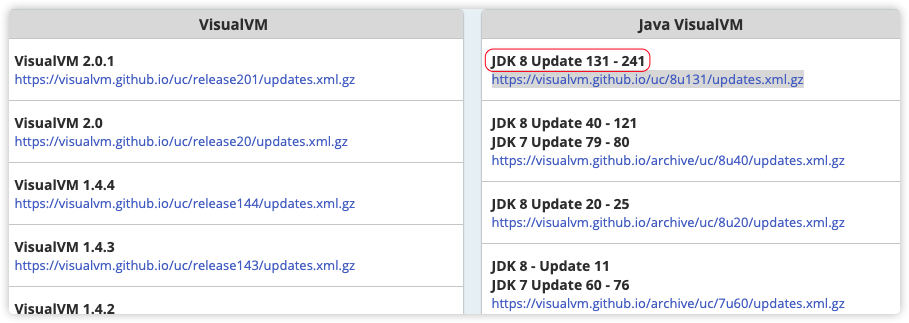 VisualVM
VisualVM 2.0.1
https://visualvm.github.io/uc/release201/updates.xml.gz
VisualVM 2.0
https://visualvm.github.io/uc/release20/updates.xml.gz
VisualVM 1.4.4
https://visualvm.github.io/uc/release144/updates.xml.gz
VisualVM 1.4.3
https://visualvm.github.io/uc/release143/updates.xml.gz
VisualVM 1.4.2
Java VisualVM
JDK 8 Update 131 - 241
https://visualvm.github.io/uc/8u131/updates.xml.gz
JDK 8 Update 40 - 121
JDK 7 Update 79 - 80
https://visualvm.github.io/archive/uc/8u40/updates.xml.gz
JDK 8 Update 20 - 25
https://visualvm.github.io/archive/uc/8u20/updates.xml.gz
JDK 8 - Update 11
JDK 7 Update 60 - 76
https://visualvm.github.io/archive/uc/7u60/updates.xml.gz